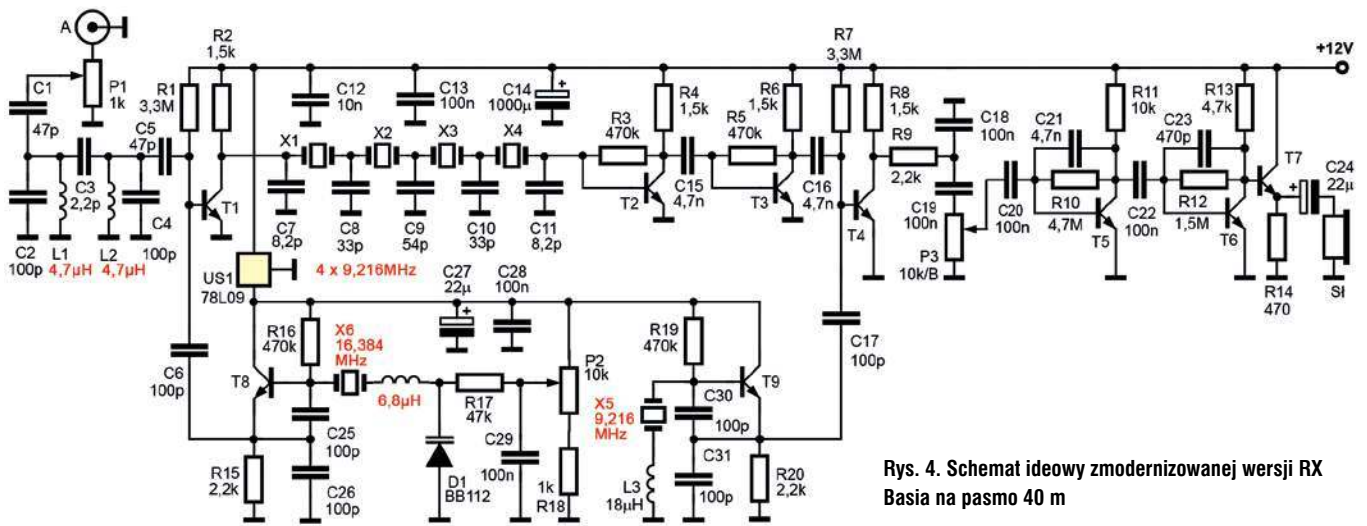 A
P1
1k
C1
47p
C5
47p
C3
2,2p
C4
100p
C2
100p
L1
4,7µH
L2
4,7µH
R1
3,3M
R2
1,5k
T1
C12
10n
C13
100n
C14
1000µ
+
X1
X2
X3
X4
C7
8,2p
C8
33p
C9
54p
C10
33p
C11
8,2p
4 x 9,216MHz
R3
470k
R4
1,5k
T2
C15
4,7n
R5
470k
R6
1,5k
T3
C16
4,7n
R7
3,3M
R8
1,5k
T4
R9
2,2k
C18
100n
C19
100n
P3
10k/B
C20
100n
C21
4,7n
R10
4,7M
R11
10k
T5
C22
100n
C23
470p
R12
1,5M
R13
4,7k
T6
T7
+12V
+
C24
22µ
R14
470
Sł
US1
78L09
C6
100p
T8
R15
2,2k
R16
470k
X6
16,384
MHz
C25
100p
C26
100p
6,8µH
D1
BB112
R17
47k
C27
22µ
+
C28
100n
C29
100n
P2
10k
1k
R18
R19
470k
X5
9,216
MHz
L3
18µH
C30
100p
C31
100p
T9
R20
2,2k
C17
100p
Rys. 4. Schemat ideowy zmodernizowanej wersji RX
Basia na pasmo 40 m